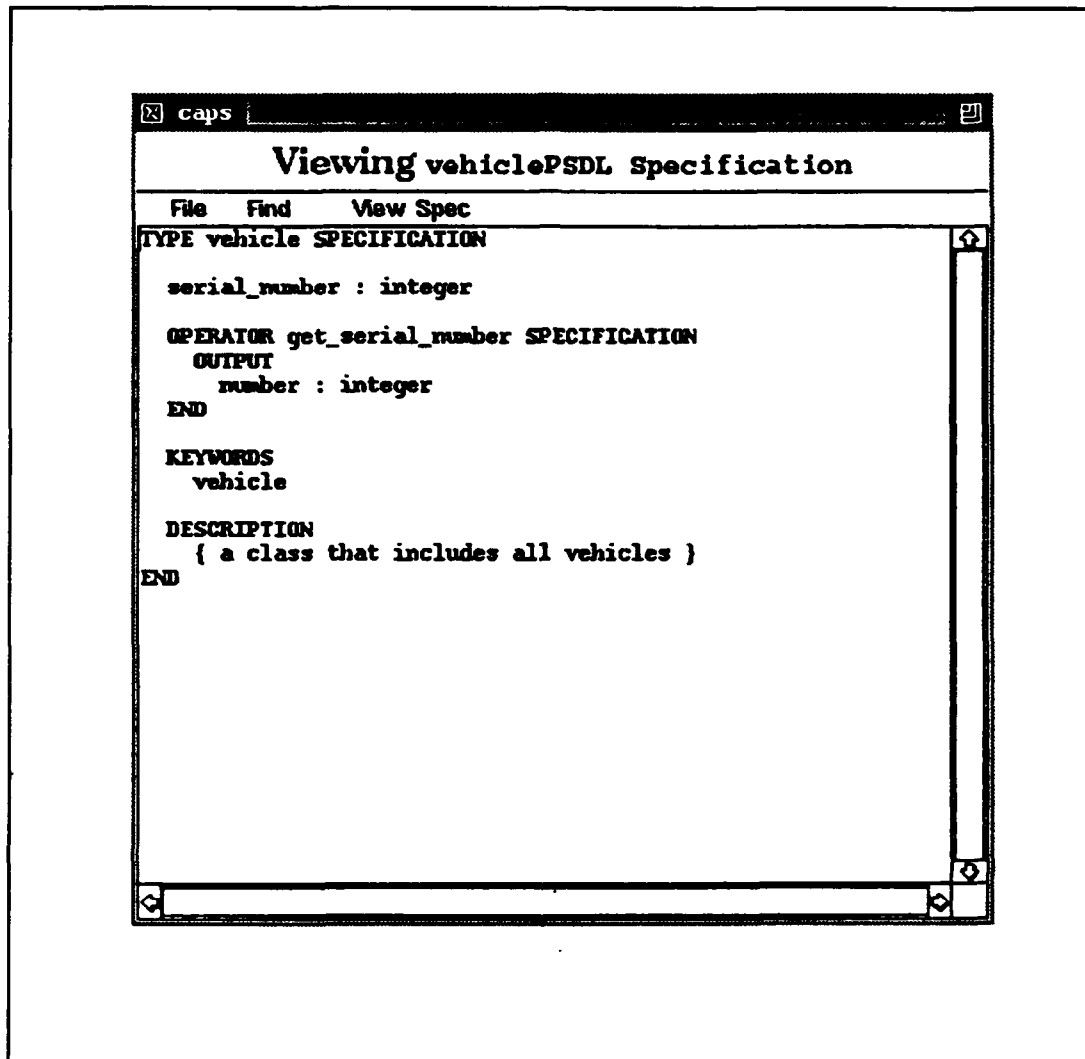 caps
Viewing vehiclePSDL Specification
File Find View Spec
TYPE vehicle SPECIFICATION
serial_number : integer
OPERATOR get_serial_number SPECIFICATION
OUTPUT
number : integer
END
KEYWORDS
vehicle
DESCRIPTION
{ a class that includes all vehicles }
END